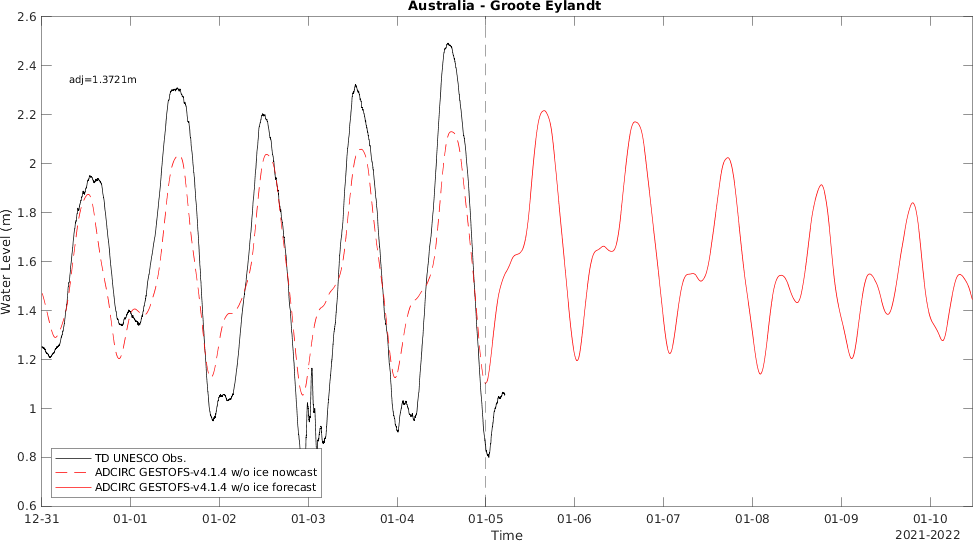 Australia - Groote Eylandt
adj=1.3721m
Water Level (m)
2.6
2.4
2.2
2
1.8
1.6
1.4
1.2
1
0.8
0.6
TD UNESCO Obs.
ADCIRC GESTOFS-v4.1.4 w/o ice nowcast
ADCIRC GESTOFS-v4.1.4 w/o ice forecast
12-31 01-01 01-02 01-03 01-04 01-05 01-06 01-07 01-08 01-09 01-10
Time
2021-2022